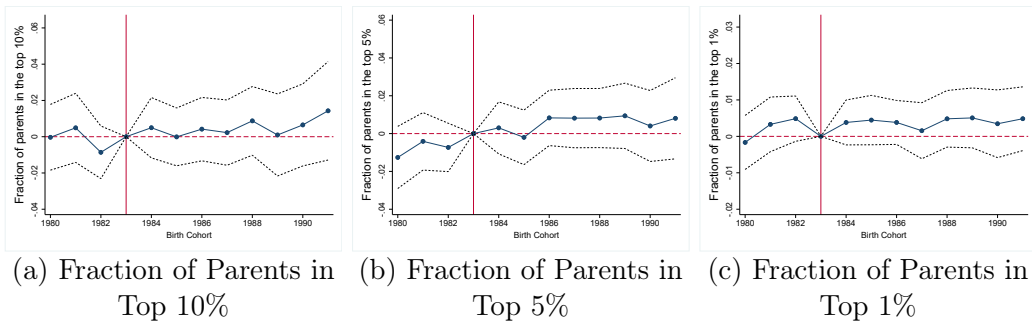 Fraction of parents in the top 10%
.06
.04
.02
0
-.02
-.04
1980 1982 1984 1986 1988 1990
Birth Cohort
Fraction of parents in the top 5%
.06
.04
.02
0
-.02
-.04
1980 1982 1984 1986 1988 1990
Birth Cohort
Fraction of parents in the top 1%
.03
.02
.01
0
-.01
-.02
1980 1982 1984 1986 1988 1990
Birth Cohort
(a) Fraction of Parents in
Top 10%
(b) Fraction of Parents in
Top 5%
(c) Fraction of Parents in
Top 1%